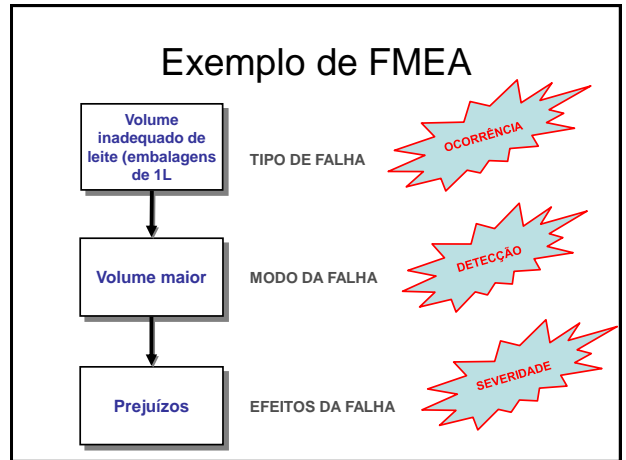 Exemplo de FMEA
Volume
inadequado de
leite (embalagens
de 1L
TIPO DE FALHA
OCORRÊNCIA
Volume maior
MODO DA FALHA
DETECÇÃO
Prejuízos
EFEITOS DA FALHA
SEVERIDADE